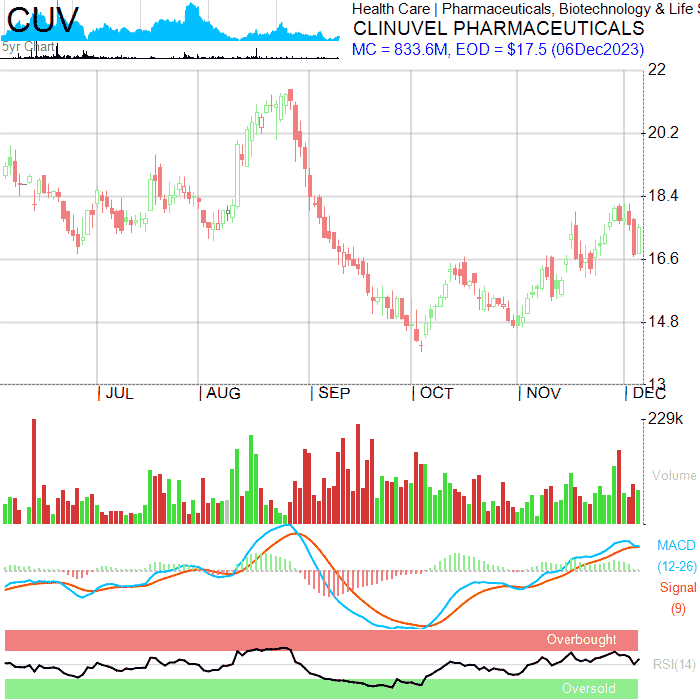 CUV
5yr Chart
Health Care | Pharmaceuticals, Biotechnology & Life S
CLINUVEL PHARMACEUTICALS
MC = 833.6M, EOD = $17.5 (06Dec2023)
22
20.2
18.4
16.6
14.8
13
| JUL | AUG | SEP | OCT | NOV | DEC
229k
Volume
MACD
(12-26)
Signal
(9)
Overbought
RSI(14)
Oversold